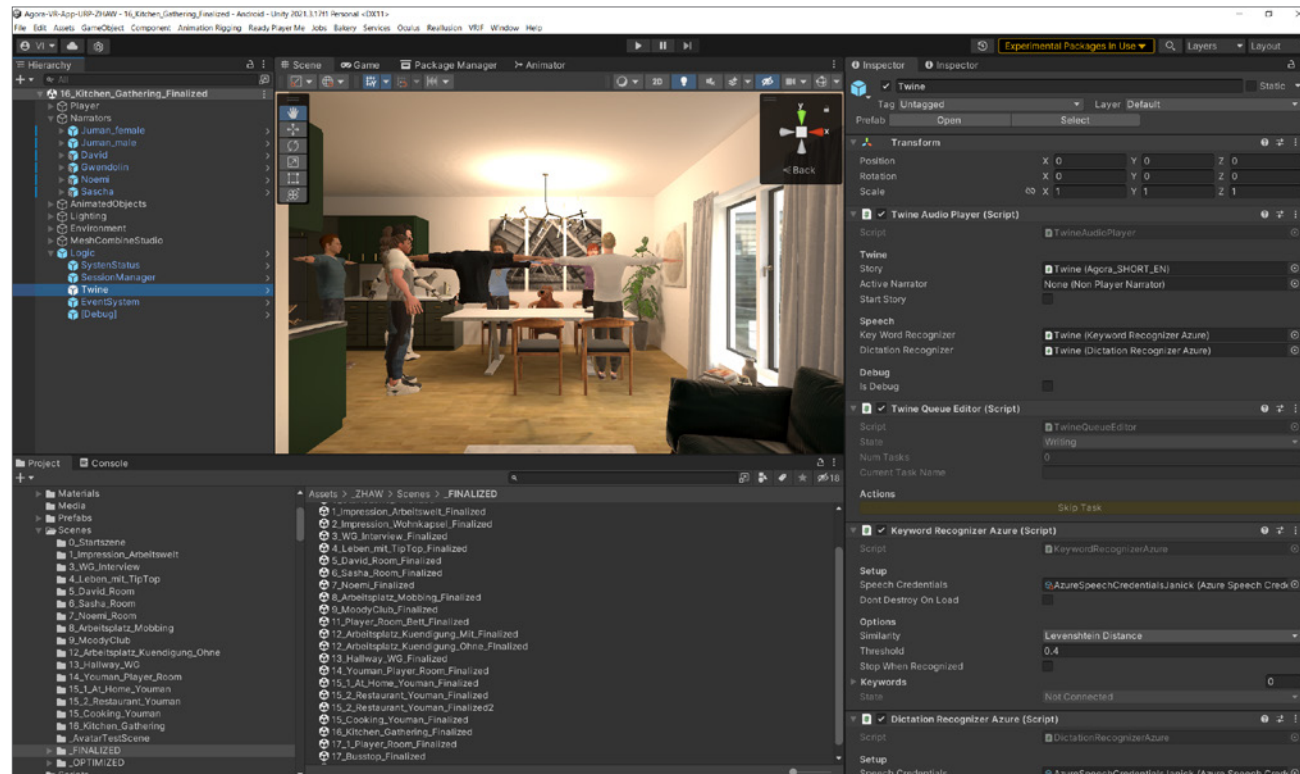 Agora-VR-App-URP-ZHAW - 16_Kitchen_Gathering_Finalized - Android - Unity 2021.3.17f1 Personal <DX11>
File Edit Assets GameObject Component Animation Rigging Ready Player Me Jobs Bakery Services Oculus Reallusion VRIF Window Help
VI
Experimental Packages In Use
Layers
Layout
Hierarchy
Scene
Game
Package Manager
Animator
Inspector
Inspector
All
16_Kitchen_Gathering_Finalized
Player
Narrators
Juman_female
Juman_male
David
Gwendolin
Noemi
Sascha
AnimatedObjects
Lighting
Environment
MeshCombineStudio
Logic
SystenStatus
SessionManager
Twine
EventSystem
[Debug]
2D
y
x
Back
Twine
Static
Tag Untagged
Layer Default
Prefab
Open
Select
Transform
Position X 0 Y 0 Z 0
Rotation X 0 Y 0 Z 0
Scale X 1 Y 1 Z 1
Twine Audio Player (Script)
Script TwineAudioPlayer
Twine
Story Twine (Agora_SHORT_EN)
Active Narrator None (Non Player Narrator)
Start Story
Speech
Key Word Recognizer Twine (Keyword Recognizer Azure)
Dictation Recognizer Twine (Dictation Recognizer Azure)
Debug
Is Debug
Twine Queue Editor (Script)
Script TwineQueueEditor
State Writing
Num Tasks 0
Current Task Name
Actions
Skip Task
Keyword Recognizer Azure (Script)
Script KeywordRecognizerAzure
Setup
Speech Credentials AzureSpeechCredentialsJanick (Azure Speech Cred
Dont Destroy On Load
Options
Similarity Levenshtein Distance
Threshold 0.4
Stop When Recognized
Keywords 0
State Not Connected
Dictation Recognizer Azure (Script)
Script DictationRecognizerAzure
Setup
Speech Credentials AzureSpeechCredentialsJanick (Azure Speech Cred
Project
Console
18
Materials
Media
Prefabs
Scenes
0_Startszene
1_Impression_Arbeitswelt
3_WG_Interview
4_Leben_mit_TipTop
5_David_Room
6_Sasha_Room
7_Noemi_Room
8_Arbeitsplatz_Mobbing
9_MoodyClub
12_Arbeitsplatz_Kuendigung_Ohne
13_Hallway_WG
14_Youman_Player_Room
15_1_At_Home_Youman
15_2_Restaurant_Youman
15_Cooking_Youman
16_Kitchen_Gathering
_AvatarTestScene
_FINALIZED
_OPTIMIZED
Scripts
Assets > _ZHAW > Scenes > _FINALIZED
1_Impression_Arbeitswelt_Finalized
2_Impression_Wohnkapsel_Finalized
3_WG_Interview_Finalized
4_Leben_mit_TipTop_Finalized
5_David_Room_Finalized
6_Sasha_Room_Finalized
7_Noemi_Finalized
8_Arbeitsplatz_Mobbing_Finalized
9_MoodyClub_Finalized
11_Player_Room_Bett_Finalized
12_Arbeitsplatz_Kuendigung_Mit_Finalized
12_Arbeitsplatz_Kuendigung_Ohne_Finalized
13_Hallway_WG_Finalized
14_Youman_Player_Room_Finalized
15_1_At_Home_Youman_Finalized
15_2_Restaurant_Youman_Finalized
15_2_Restaurant_Youman_Finalized2
15_Cooking_Youman_Finalized
16_Kitchen_Gathering_Finalized
17_1_Player_Room_Finalized
17_Busstop_Finalized